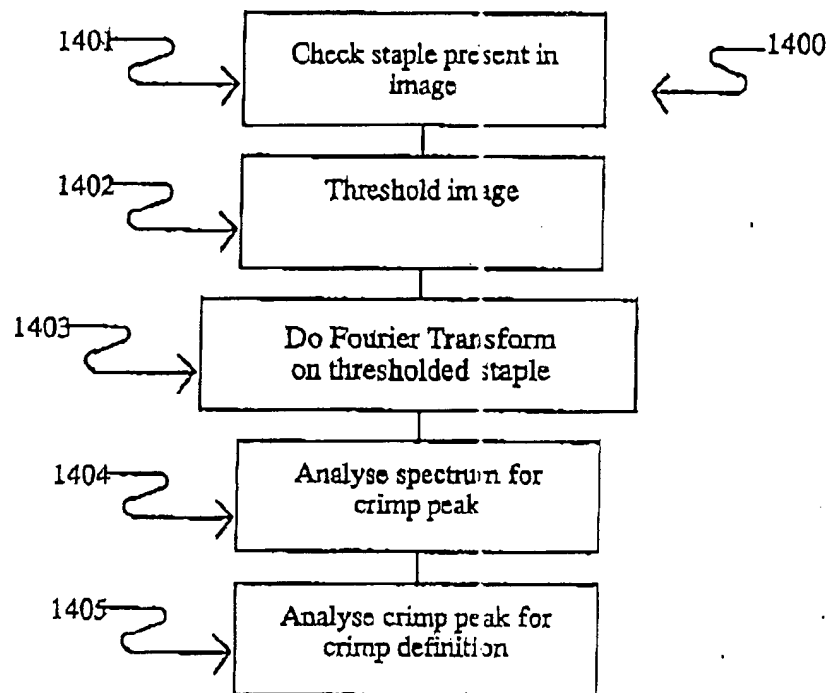 1401
Check staple present in
image
1400
1402
Threshold image
1403
Do Fourier Transform
on thresholded staple
1404
Analyse spectrum for
crimp peak
1405
Analyse crimp peak for
crimp definition